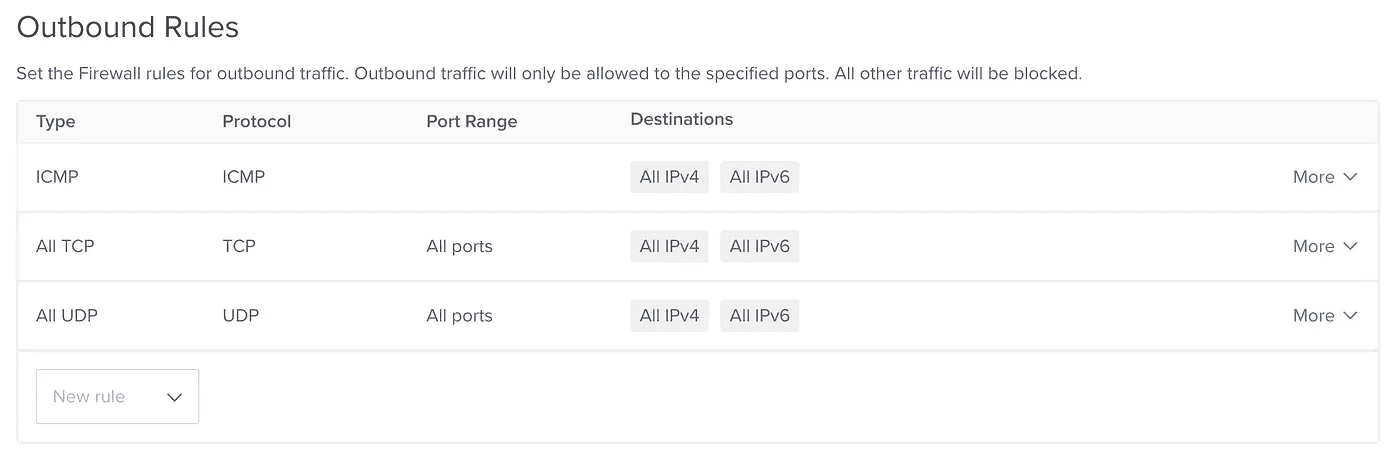 Outbound Rules
Set the Firewall rules for outbound traffic. Outbound traffic will only be allowed to the specified ports. All other traffic will be blocked.
Type Protocol Port Range Destinations
ICMP ICMP All IPv4 All IPv6 More
All TCP TCP All ports All IPv4 All IPv6 More
All UDP UDP All ports All IPv4 All IPv6 More
New rule